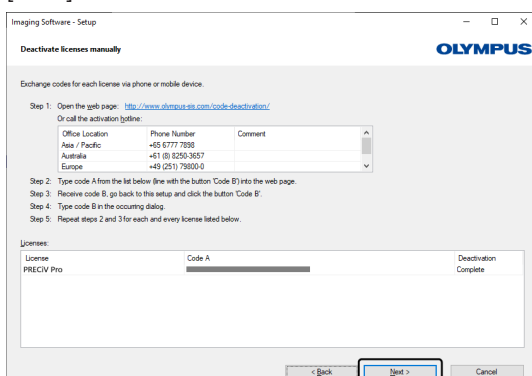 Imaging Software - Setup
Deactivate licenses manually
OLYMPUS
Exchange codes for each license via phone or mobile device.
Step 1: Open the web page: http://www.olympus-sis.com/code-deactivation/
Or call the activation hotline:
Office Location Phone Number Comment
Asia / Pacific +65 6777 7898
Australia +61 (8) 8250-3657
Europe +49 (251) 79800-0
Step 2: Type code A from the list below (line with the button 'Code B') into the web page.
Step 3: Receive code B, go back to this setup and click the button 'Code B'.
Step 4: Type code B in the occurring dialog.
Step 5: Repeat steps 2 and 3 for each and every license listed below.
Licenses:
License Code A Deactivation
PRECiV Pro Complete
< Back Next > Cancel